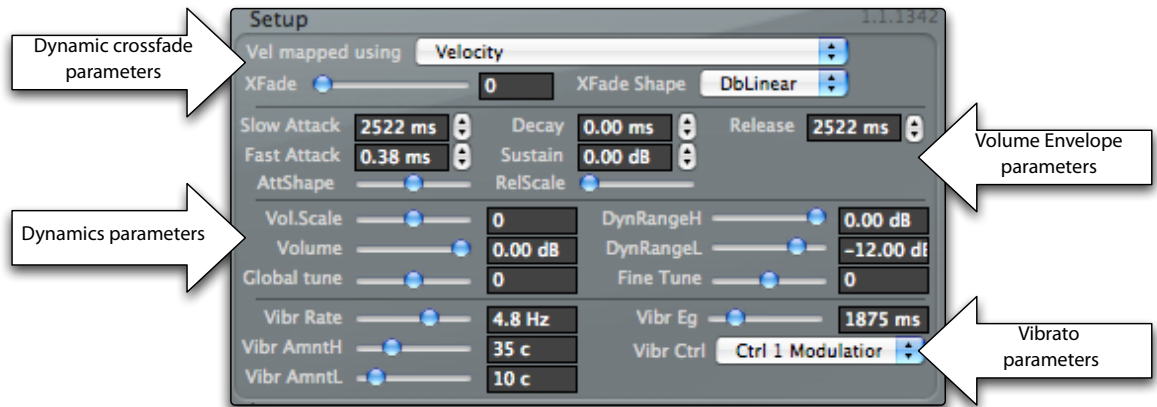 Setup 1.1.1342
Dynamic crossfade
parameters
Vel mapped using Velocity
XFade 0 XFade Shape DbLinear
Slow Attack 2522 ms Decay 0.00 ms Release 2522 ms
Fast Attack 0.38 ms Sustain 0.00 dB
AttShape RelScale
Volume Envelope
parameters
Dynamics parameters
Vol.Scale 0 DynRangeH 0.00 dB
Volume 0.00 dB DynRangeL -12.00 dB
Global tune 0 Fine Tune 0
Vibr Rate 4.8 Hz Vibr Eg 1875 ms
Vibr AmntH 35 c Vibr Ctrl Ctrl 1 Modulatior
Vibr AmntL 10 c
Vibrato
parameters